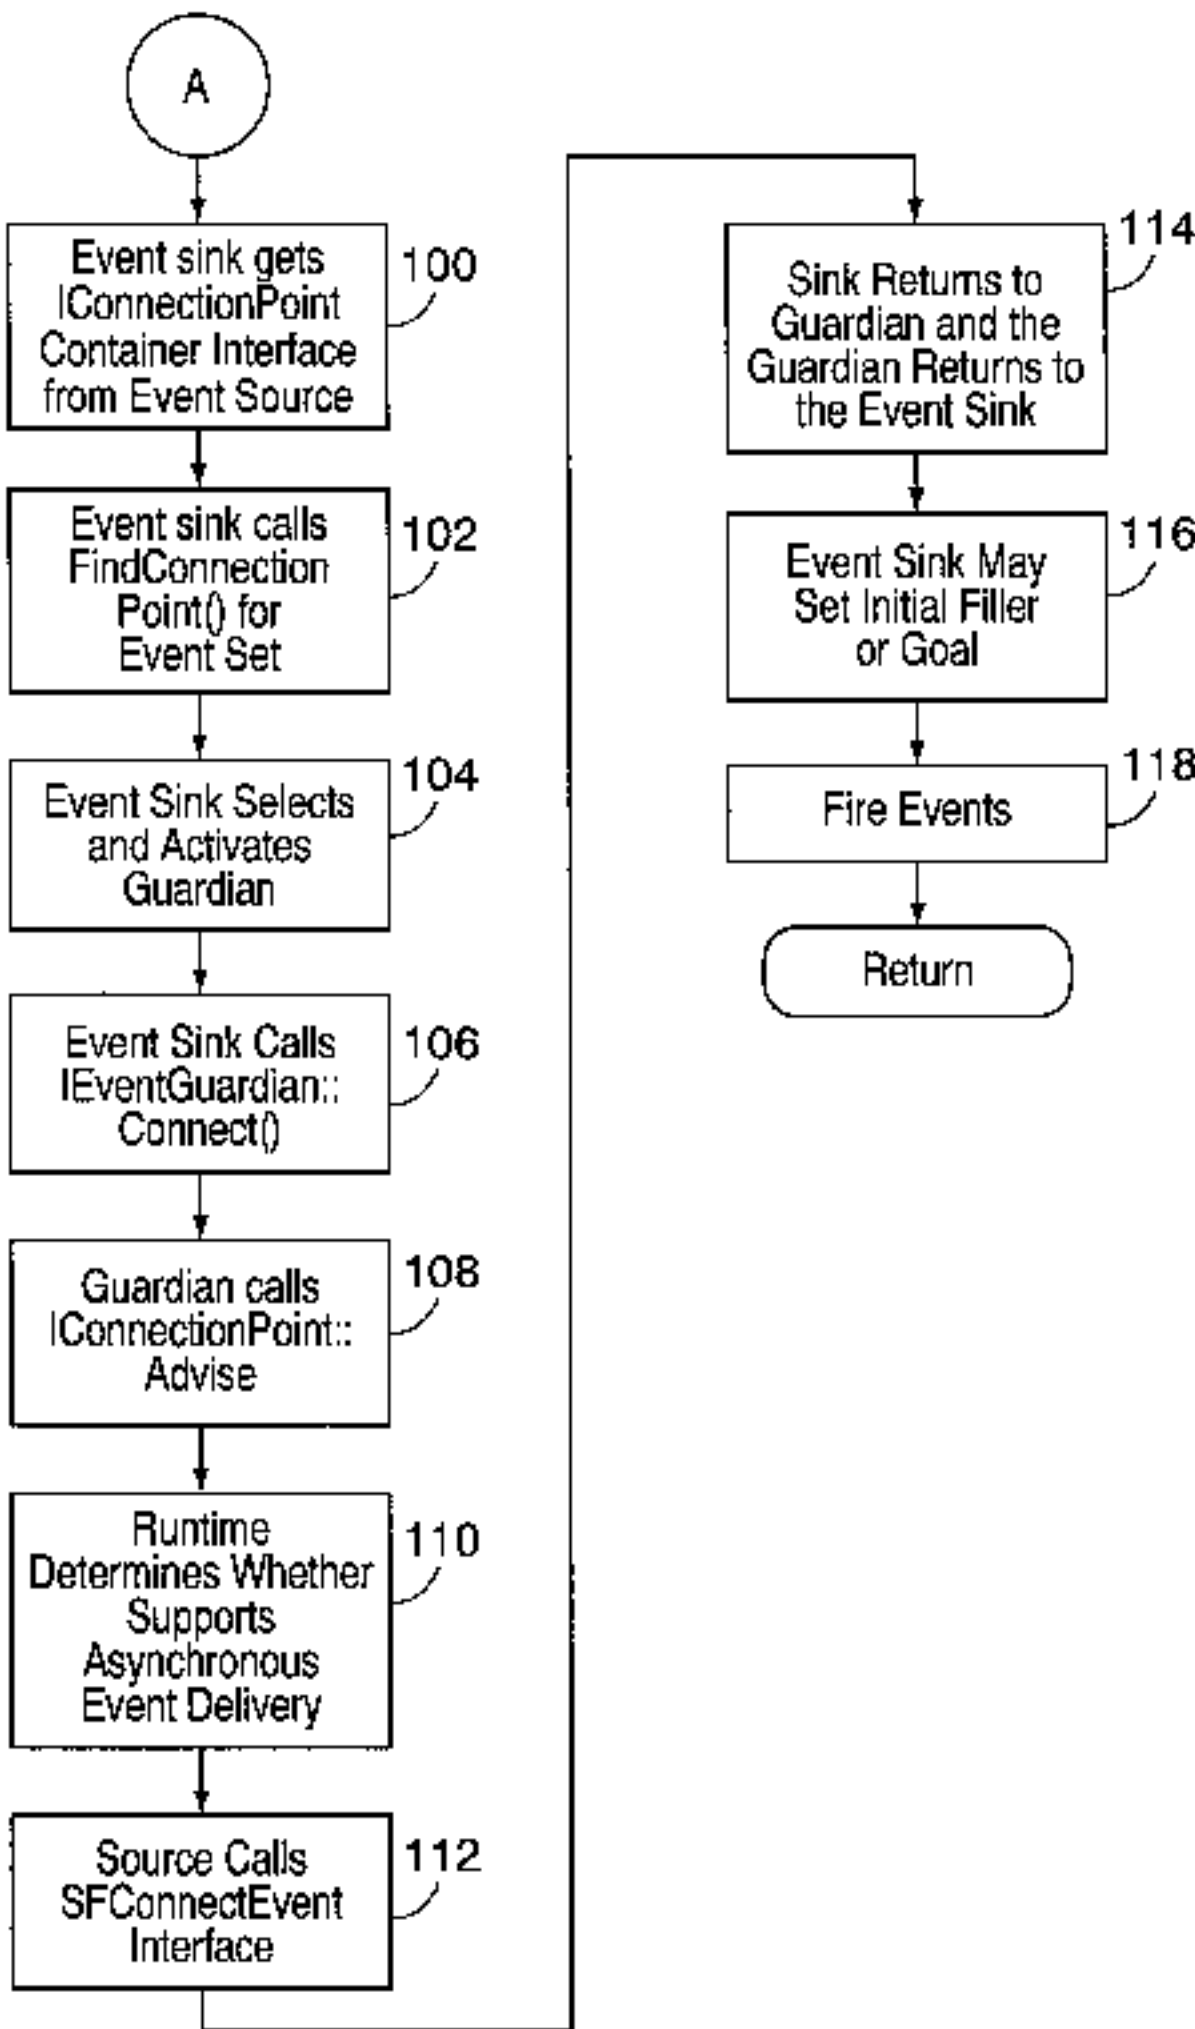 A
Event sink gets
IConnectionPoint
Container Interface
from Event Source
100
Event sink calls
FindConnection
Point() for
Event Set
102
Event Sink Selects
and Activates
Guardian
104
Event Sink Calls
IEventGuardian::
Connect()
106
Guardian calls
IConnectionPoint::
Advise
108
Runtime
Determines Whether
Supports
Asynchronous
Event Delivery
110
Source Calls
SFConnectEvent
Interface
112
Sink Returns to
Guardian and the
Guardian Returns to
the Event Sink
114
Event Sink May
Set Initial Filler
or Goal
116
Fire Events
118
Return